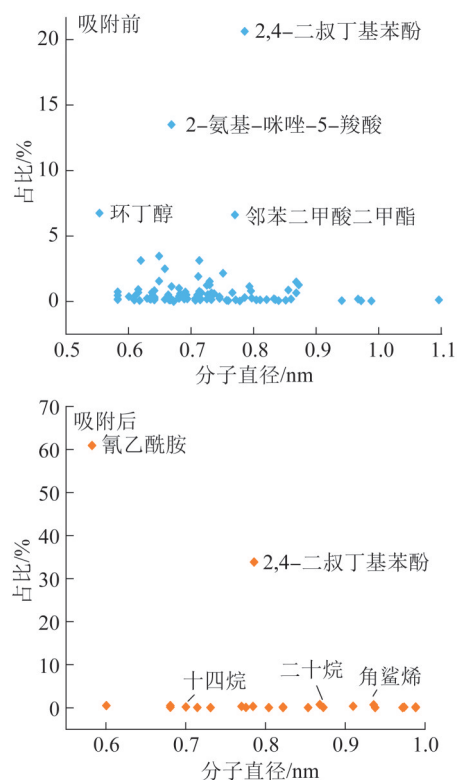 吸附前
20
2,4-二叔丁基苯酚
15
2-氨基-咪唑-5-羧酸
10
占比/%
环丁醇
邻苯二甲酸二甲酯
5
0
0.5 0.6 0.7 0.8 0.9 1.0 1.1
分子直径/nm
70
吸附后
60
氰乙酰胺
50
40
2,4-二叔丁基苯酚
占比/%
30
20
10
十四烷
二十烷
角鲨烯
0
0.6 0.7 0.8 0.9 1.0
分子直径/nm